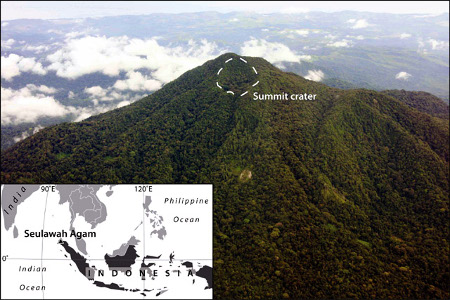 Summit crater
90°E
120°E
India
Philippine
Ocean
Seulawah Agam
0°
Indian
Ocean
INDONESIA